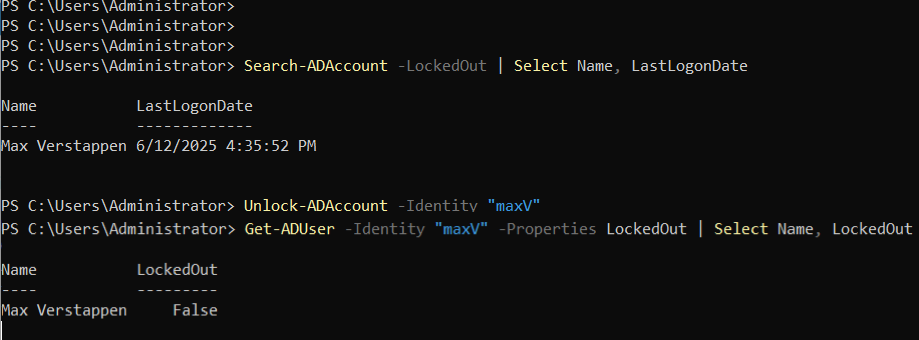 PS C:\Users\Administrator>
PS C:\Users\Administrator>
PS C:\Users\Administrator>
PS C:\Users\Administrator> Search-ADAccount -LockedOut | Select Name, LastLogonDate
Name          LastLogonDate
----          -------------
Max Verstappen 6/12/2025 4:35:52 PM
PS C:\Users\Administrator> Unlock-ADAccount -Identity "maxV"
PS C:\Users\Administrator> Get-ADUser -Identity "maxV" -Properties LockedOut | Select Name, LockedOut
Name          LockedOut
----          ---------
Max Verstappen     False